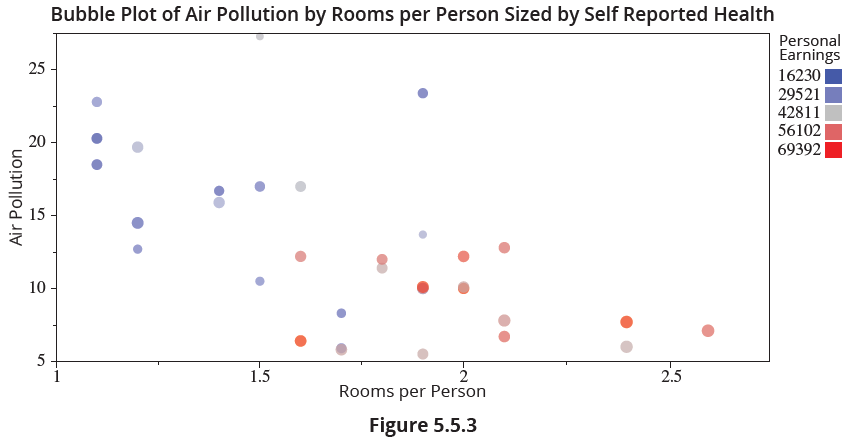 Bubble Plot of Air Pollution by Rooms per Person Sized by Self Reported Health
Personal
Earnings
16230
29521
42811
56102
69392
Air Pollution
25
20
15
10
5
1
1.5
2
2.5
Rooms per Person
Figure 5.5.3